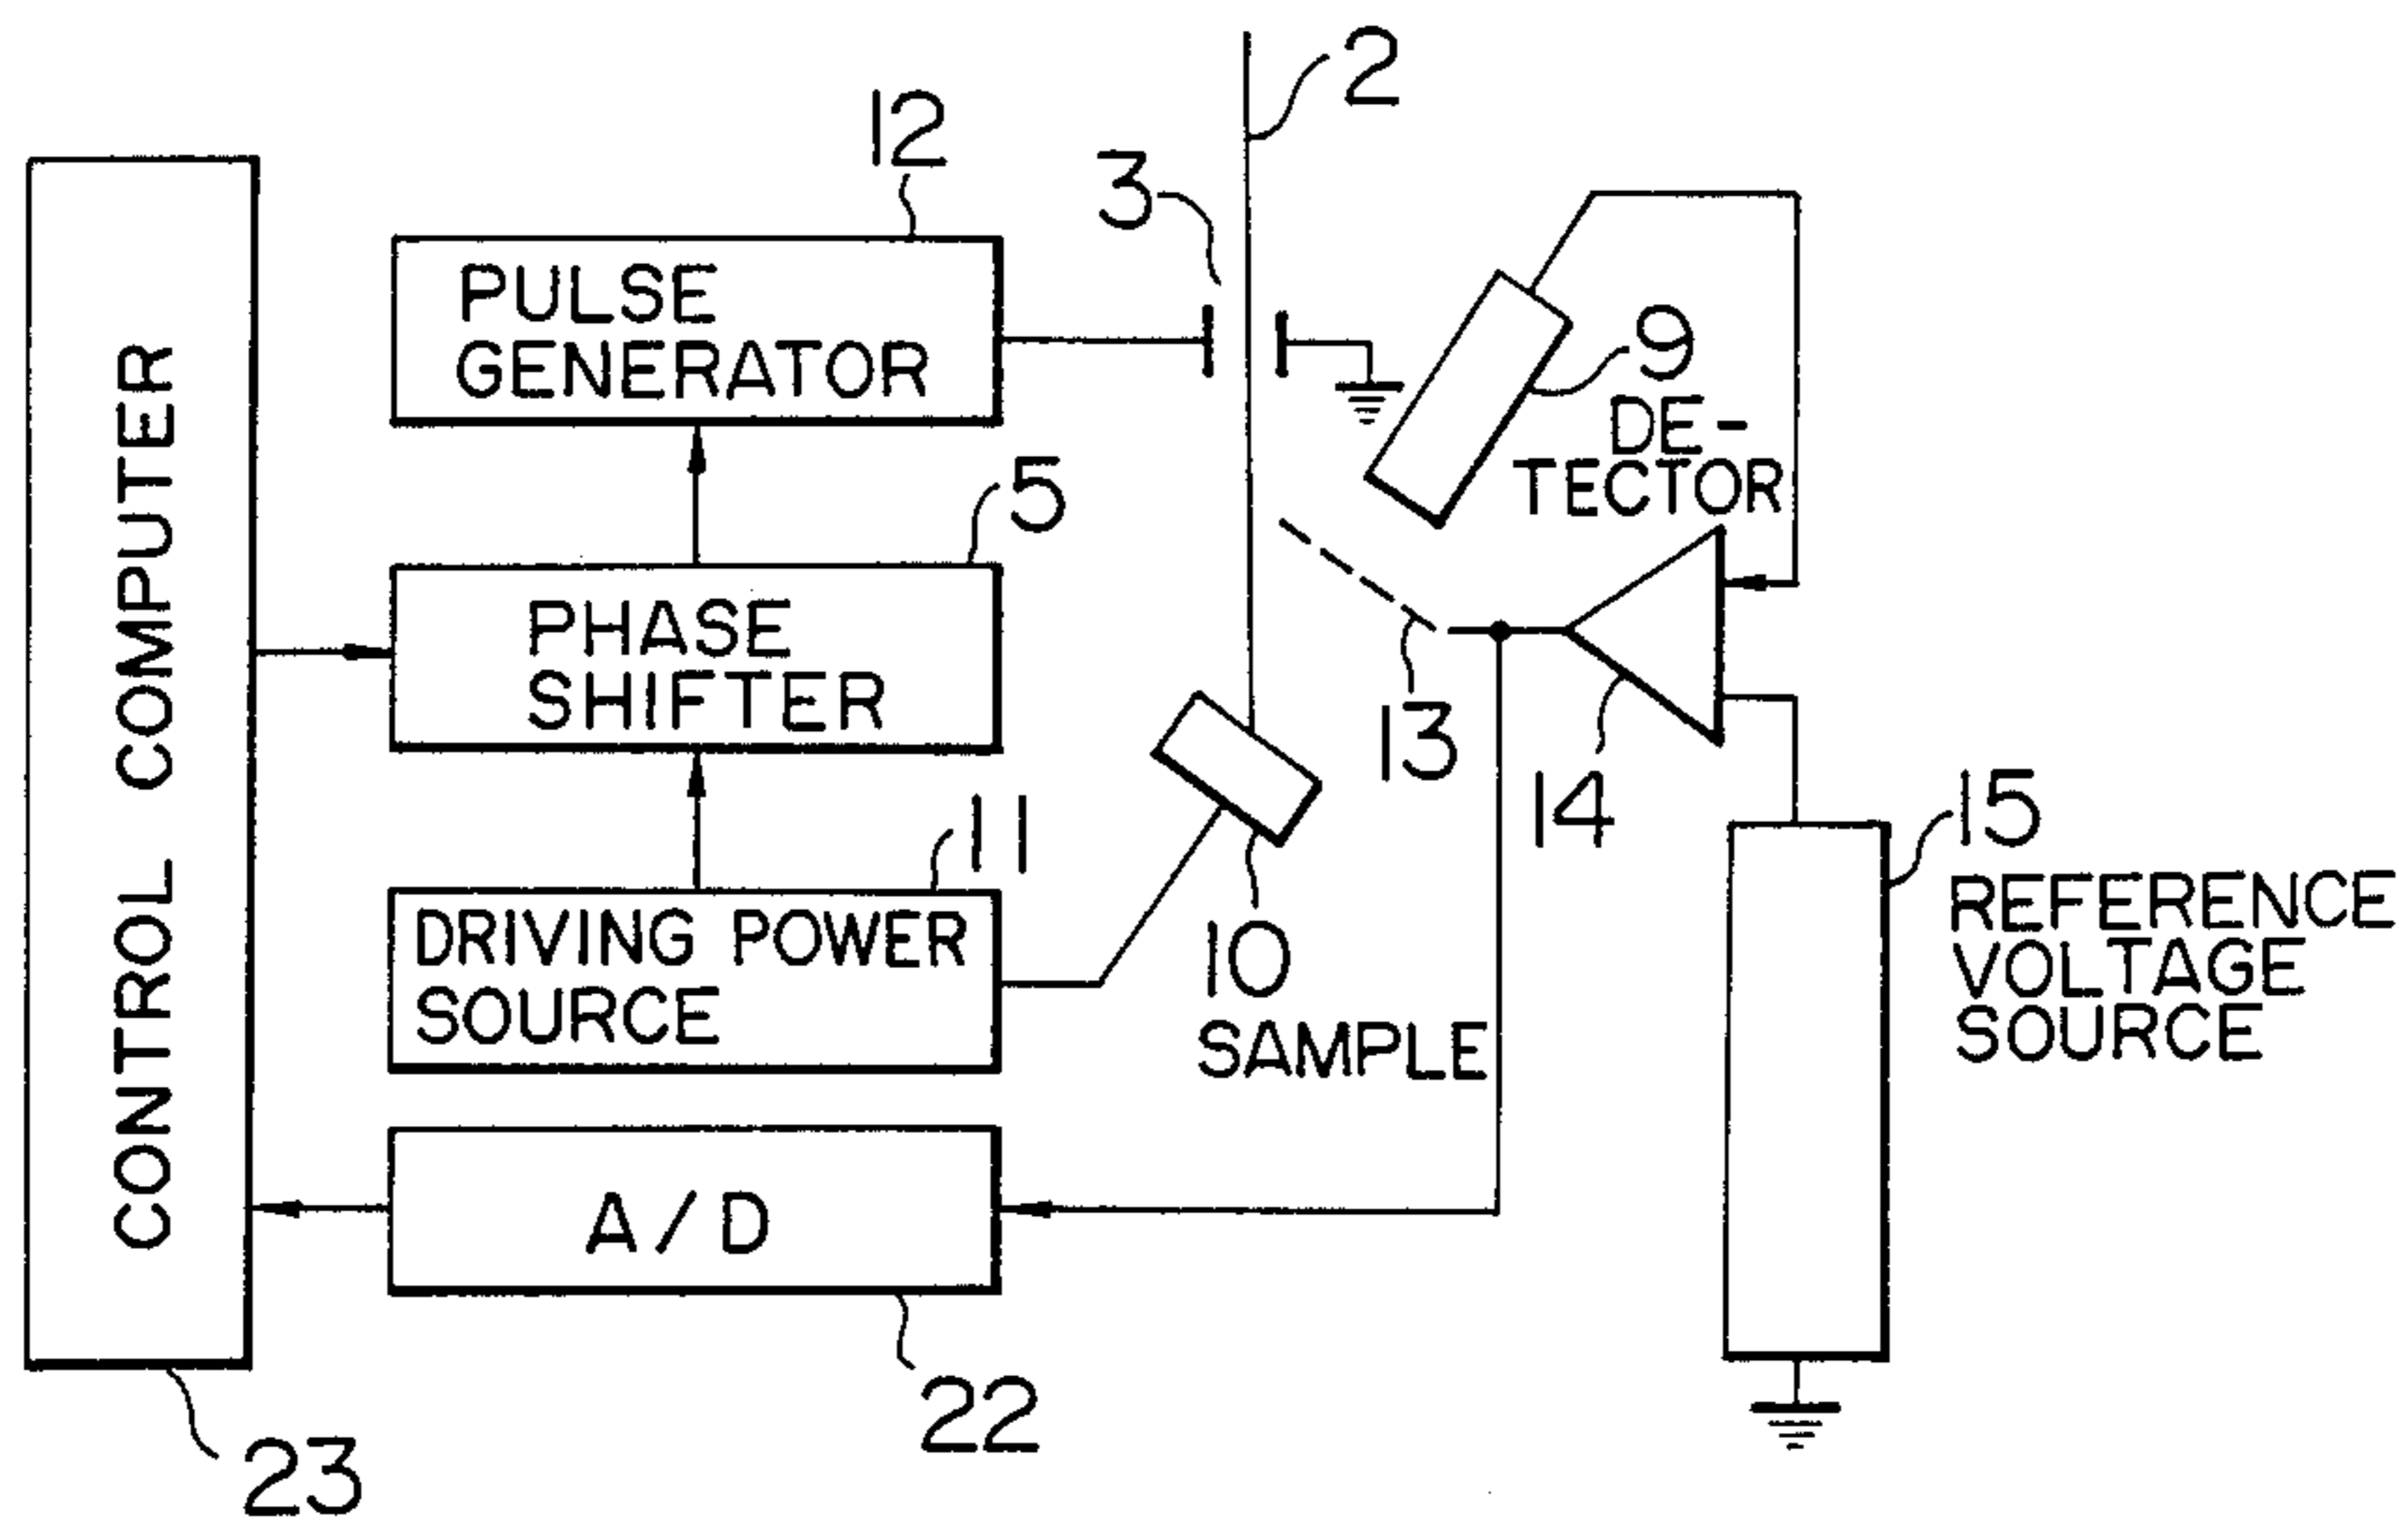 2
12
3
PULSE
GENERATOR
9
DE-
TECTOR
5
PHASE
SHIFTER
13
14
11
15
DRIVING POWER
SOURCE
10
SAMPLE
REFERENCE
VOLTAGE
SOURCE
CONTROL COMPUTER
A/D
22
23